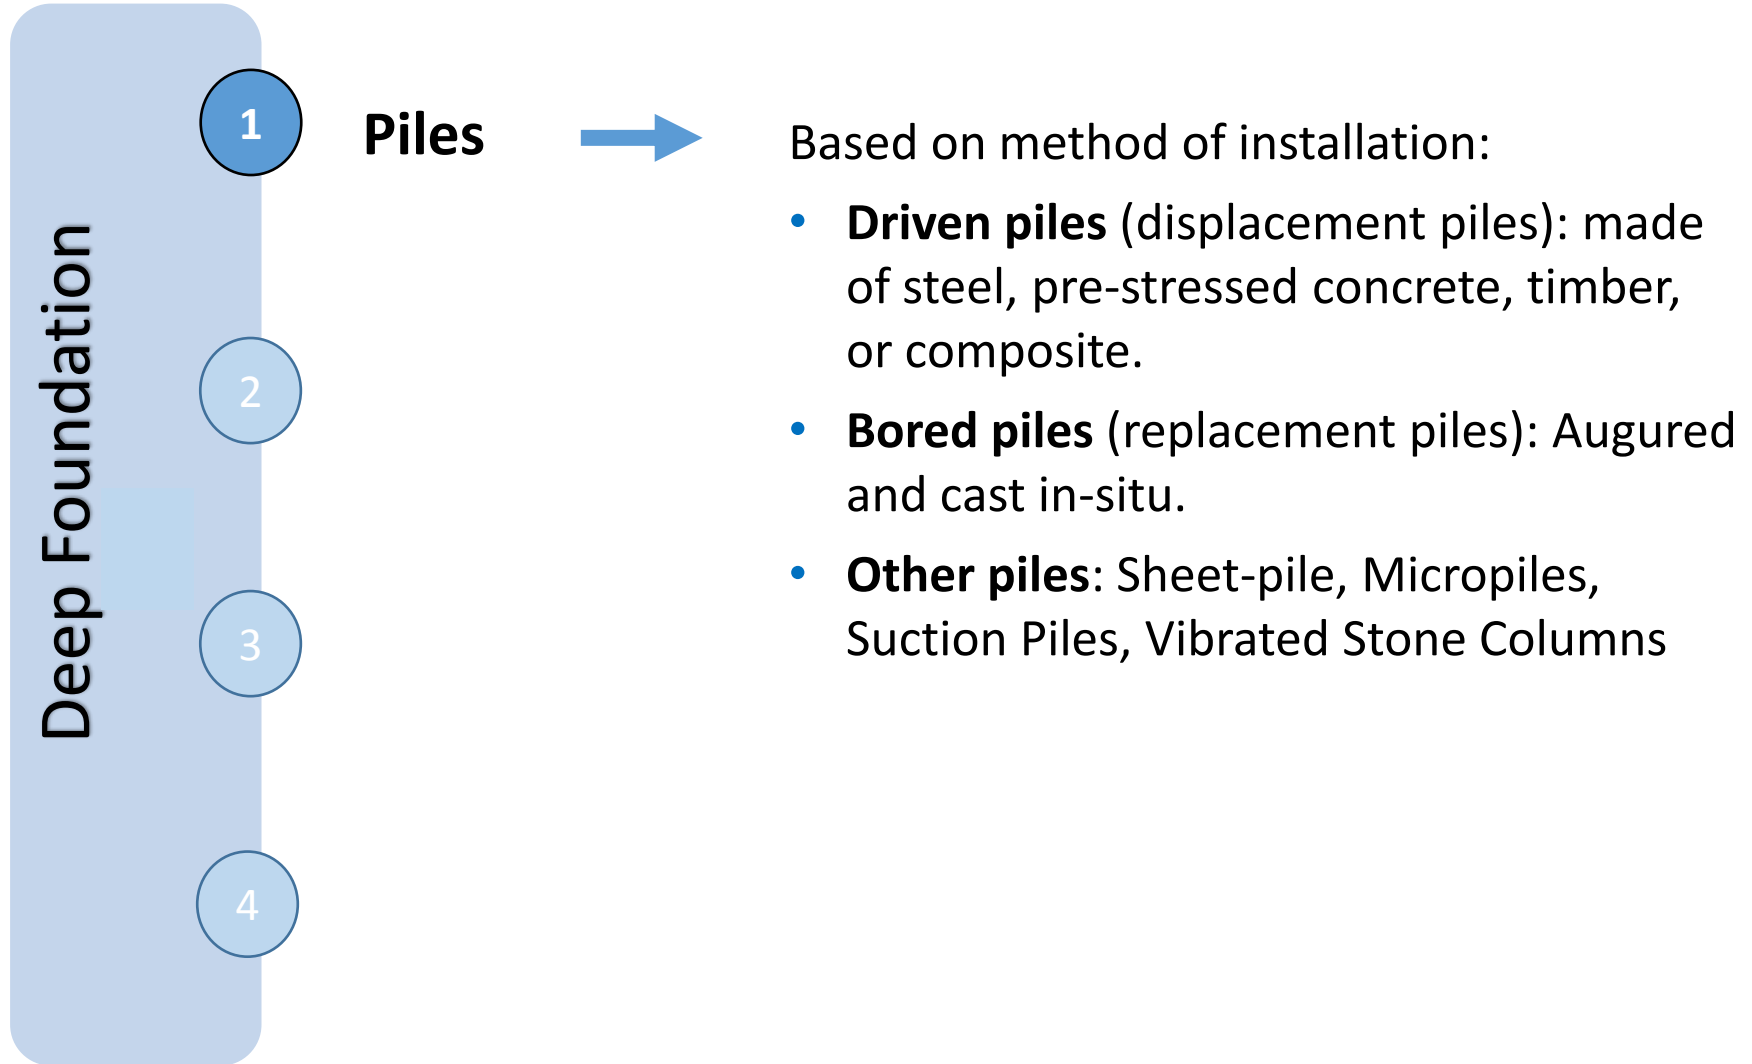 Deep Foundation
1
Piles
Based on method of installation:
• Driven piles (displacement piles): made
of steel, pre-stressed concrete, timber,
or composite.
• Bored piles (replacement piles): Augured
and cast in-situ.
• Other piles: Sheet-pile, Micropiles,
Suction Piles, Vibrated Stone Columns
2
3
4